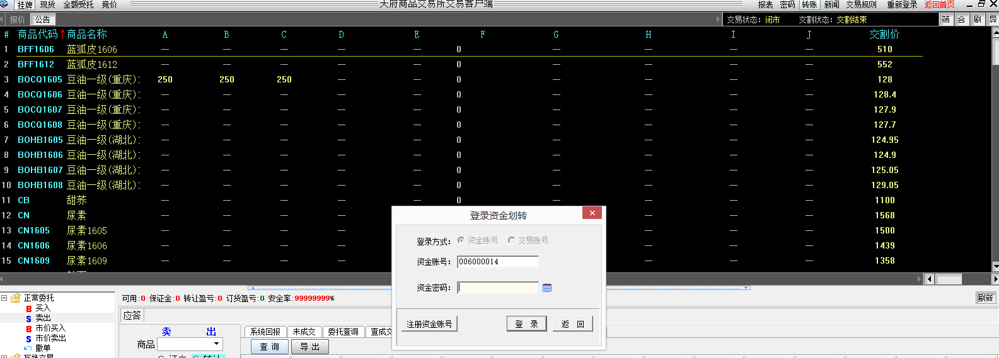 挂牌 现货 全额受托 竞价 天府商品交易所交易客户端 报表 密码 转账 新闻 交易规则 重新登录 返回首页
报价 公告 交易状态: 闭市 交割状态: 交割结束 筛 合 刷 导
# 商品代码 商品名称 A B C D E F G H I J 交割价
1 BFF1606 蓝狐皮1606 — — — — — 0 — — — — 510
2 BFF1612 蓝狐皮1612 — — — — — 0 — — — — 552
3 BOCQ1605 豆油一级(重庆): 250 250 250 — — 0 — — — — 128
4 BOCQ1606 豆油一级(重庆): — — — — — 0 — — — — 128.4
5 BOCQ1607 豆油一级(重庆): — — — — — 0 — — — — 127.9
6 BOCQ1608 豆油一级(重庆): — — — — — 0 — — — — 127.7
7 BOHB1605 豆油一级(湖北): — — — — — 0 — — — — 124.95
8 BOHB1606 豆油一级(湖北): — — — — — 0 — — — — 124.9
9 BOHB1607 豆油一级(湖北): — — — — — 0 — — — — 125.05
10 BOHB1608 豆油一级(湖北): — — — — — 0 — — — — 129.05
11 CB 甜荞 — — — — — 0 — — — — 1100
12 CN 尿素 — — — — — — — 1568
13 CN1605 尿素1605 — — — — — — — 1500
14 CN1606 尿素1606 — — — — — — — 1439
15 CN1609 尿素1609 — — — — — — — 1358
登录资金划转
登录方式: 资金账号 交易账号
资金账号: 006000014
资金密码:
注册资金账号 登 录 返 回
正常委托
买入
卖出
市价买入
市价卖出
撤单
可用:0 保证金:0 转让盈亏:0 订货盈亏:0 安全率:99999999% 刷新
应答
卖 出
商品
系统回报 未成交 委托查询 查成交
查 询 导 出